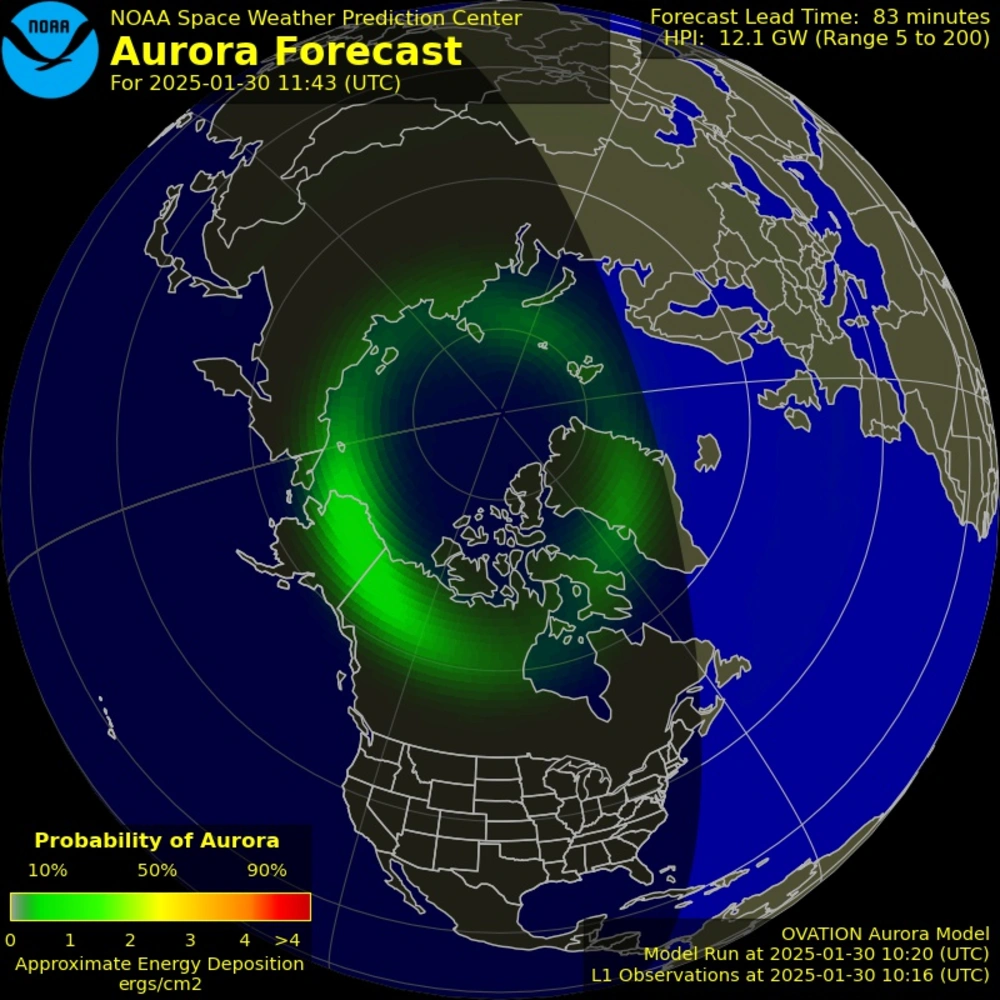 NOAA
NOAA Space Weather Prediction Center
Aurora Forecast
For 2025-01-30 11:43 (UTC)
Forecast Lead Time: 83 minutes
HPI: 12.1 GW (Range 5 to 200)
Probability of Aurora
10% 50% 90%
0 1 2 3 4 >4
Approximate Energy Deposition
ergs/cm2
OVATION Aurora Model
Model Run at 2025-01-30 10:20 (UTC)
L1 Observations at 2025-01-30 10:16 (UTC)